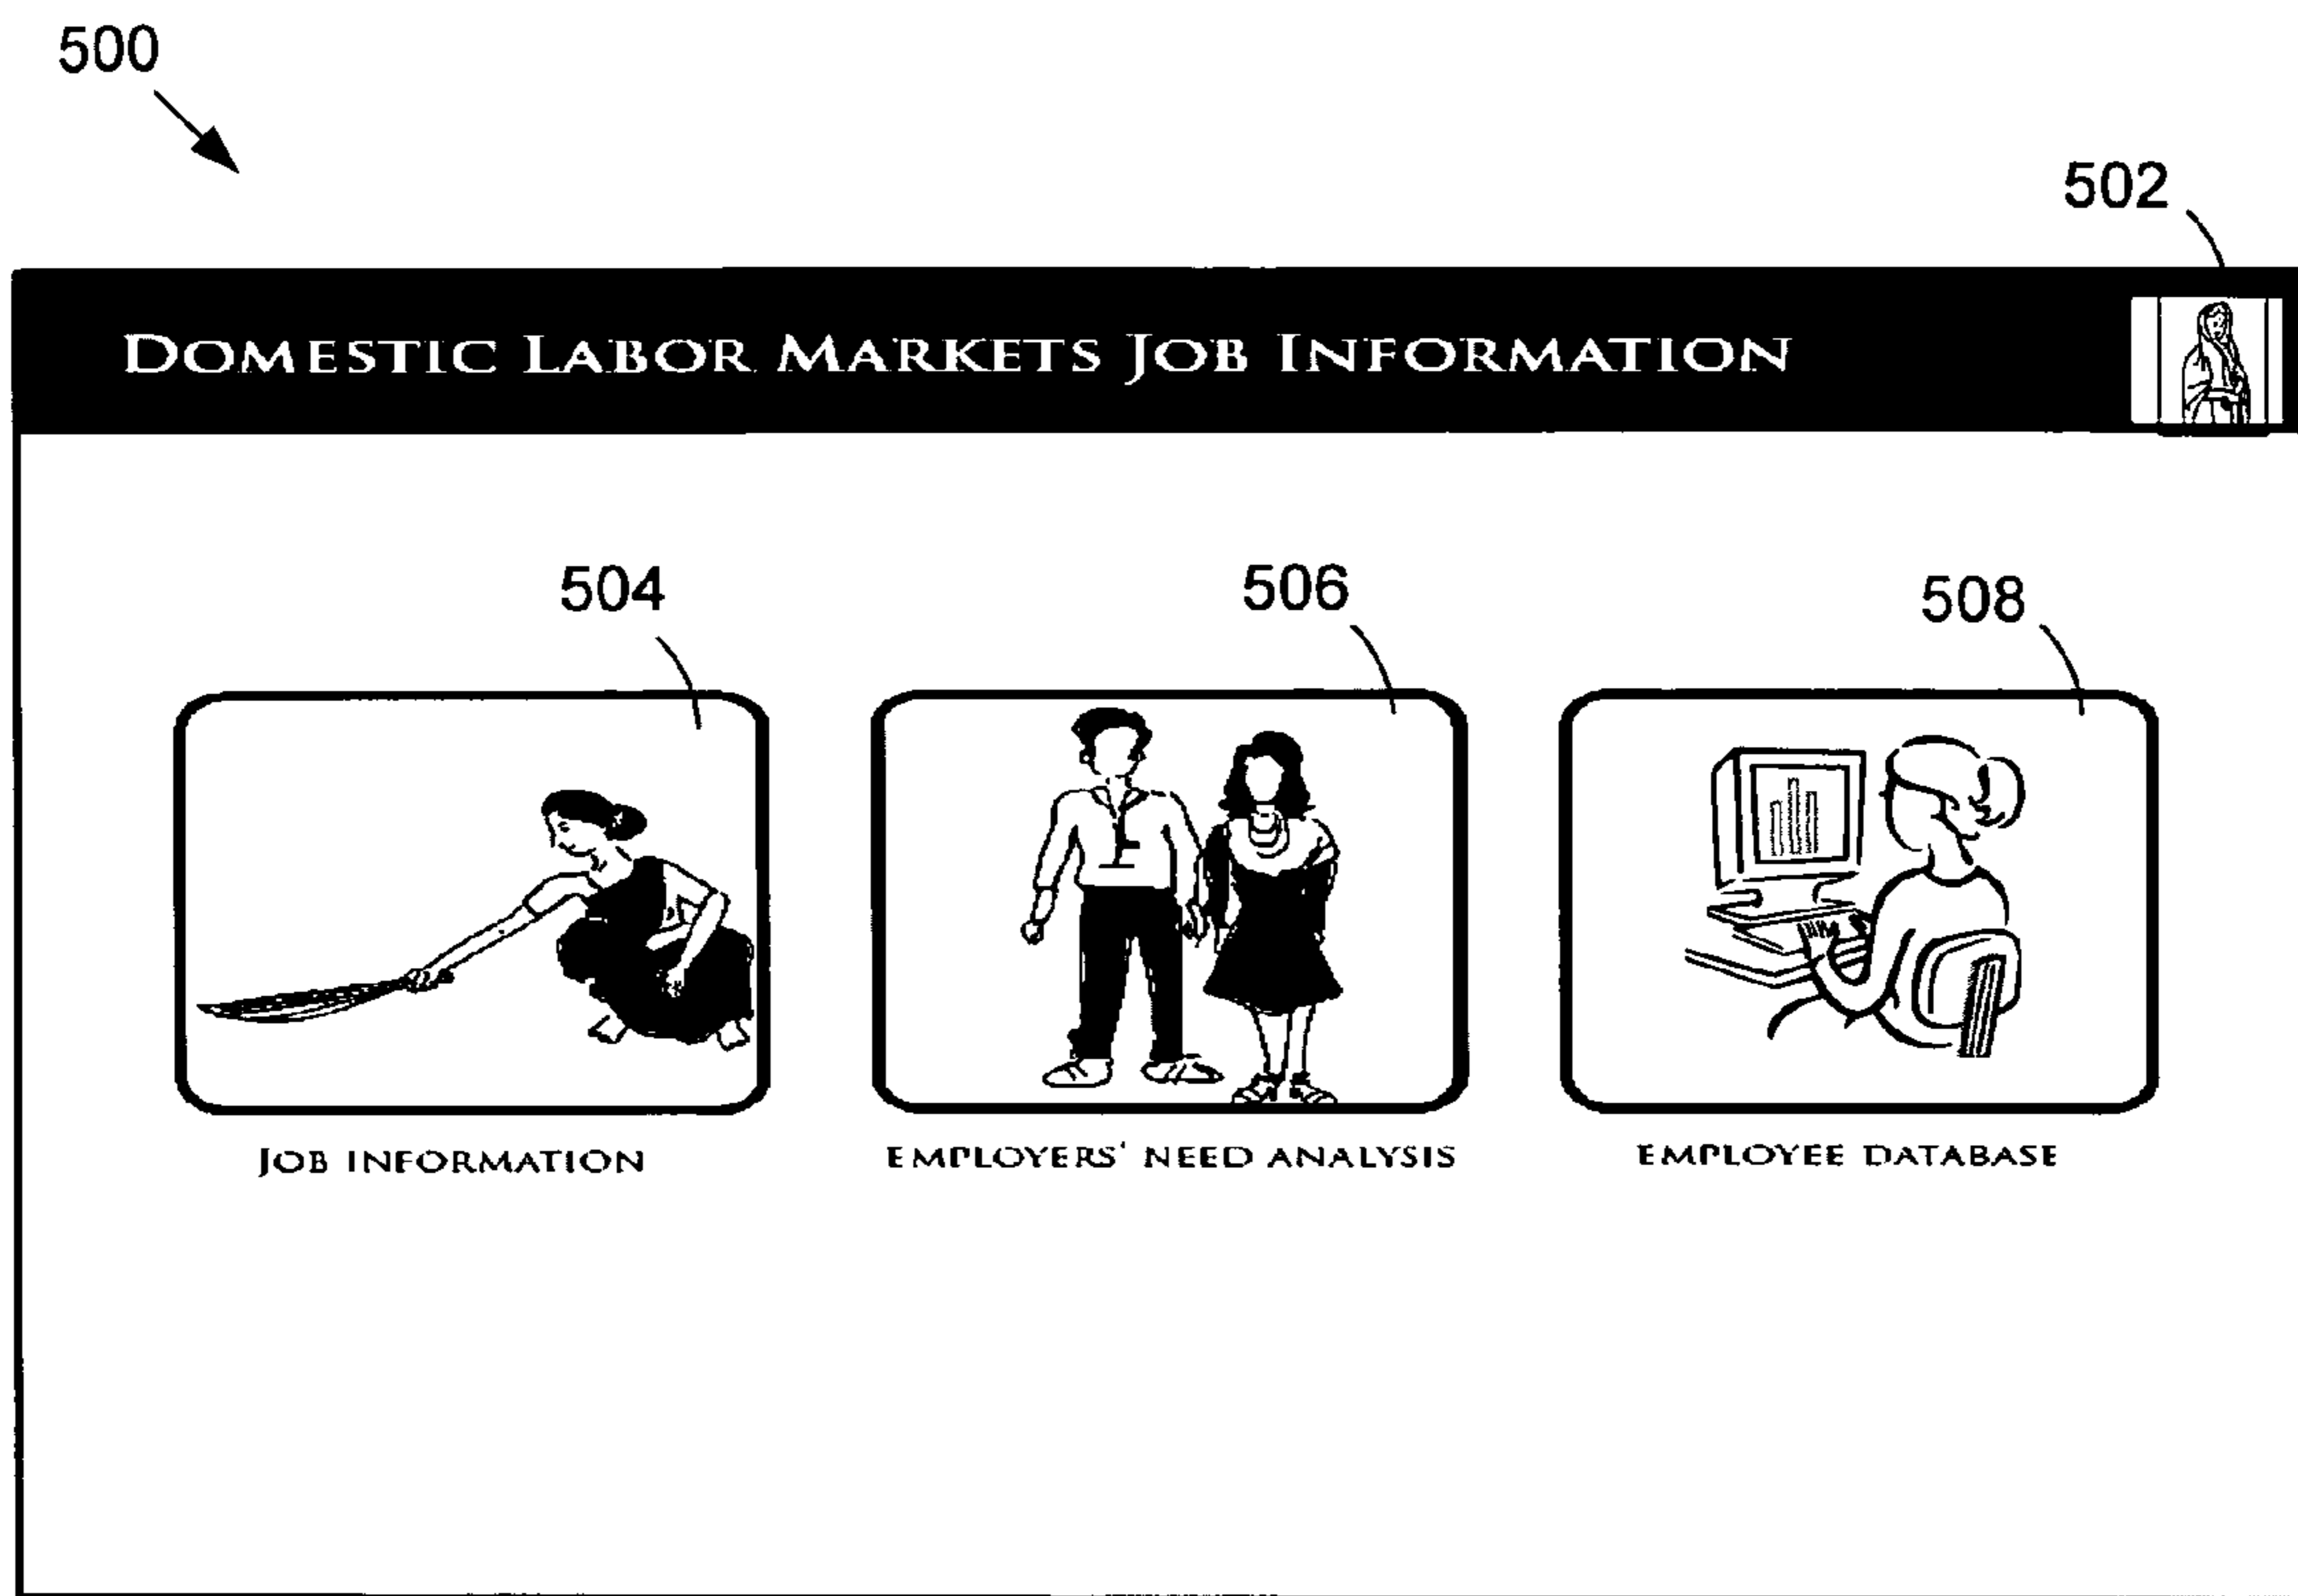 500
502
DOMESTIC LABOR MARKETS JOB INFORMATION
504
506
508
JOB INFORMATION
EMPLOYERS' NEED ANALYSIS
EMPLOYEE DATABASE